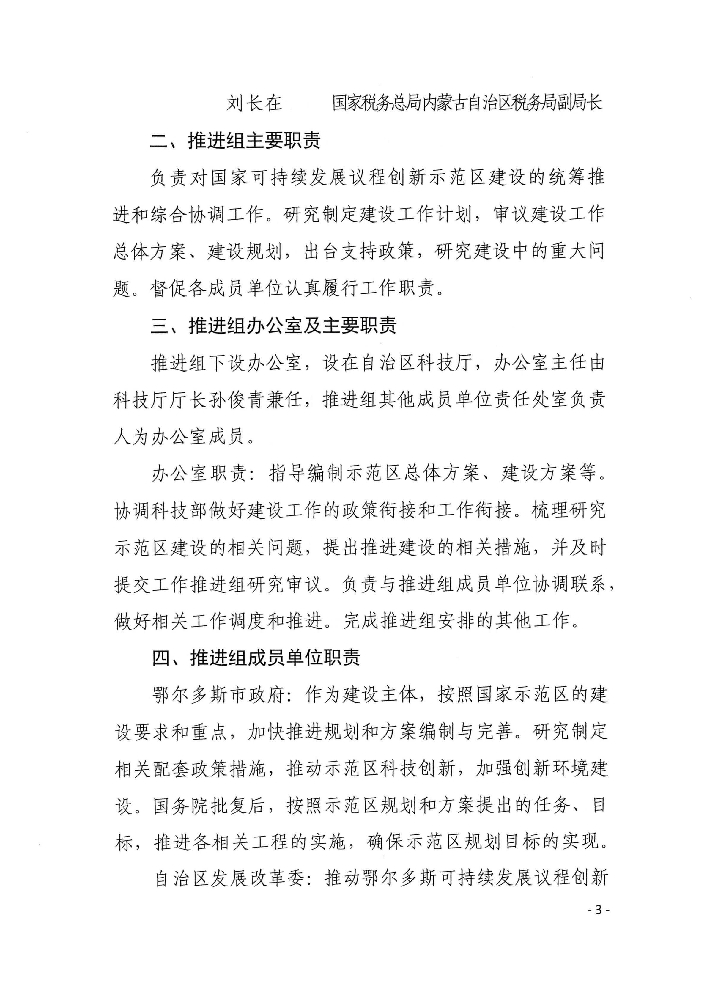 刘长在 国家税务总局内蒙古自治区税务局副局长
二、推进组主要职责
负责对国家可持续发展议程创新示范区建设的统筹推
进和综合协调工作。研究制定建设工作计划，审议建设工作
总体方案、建设规划，出台支持政策，研究建设中的重大问
题。督促各成员单位认真履行工作职责。
三、推进组办公室及主要职责
推进组下设办公室，设在自治区科技厅，办公室主任由
科技厅厅长孙俊青兼任，推进组其他成员单位责任处室负责
人为办公室成员。
办公室职责：指导编制示范区总体方案、建设方案等。
协调科技部做好建设工作的政策衔接和工作衔接。梳理研究
示范区建设的相关问题，提出推进建设的相关措施，并及时
提交工作推进组研究审议。负责与推进组成员单位协调联系，
做好相关工作调度和推进。完成推进组安排的其他工作。
四、推进组成员单位职责
鄂尔多斯市政府：作为建设主体，按照国家示范区的建
设要求和重点，加快推进规划和方案编制与完善。研究制定
相关配套政策措施，推动示范区科技创新，加强创新环境建
设。国务院批复后，按照示范区规划和方案提出的任务、目
标，推进各相关工程的实施，确保示范区规划目标的实现。
自治区发展改革委：推动鄂尔多斯可持续发展议程创新
- 3 -